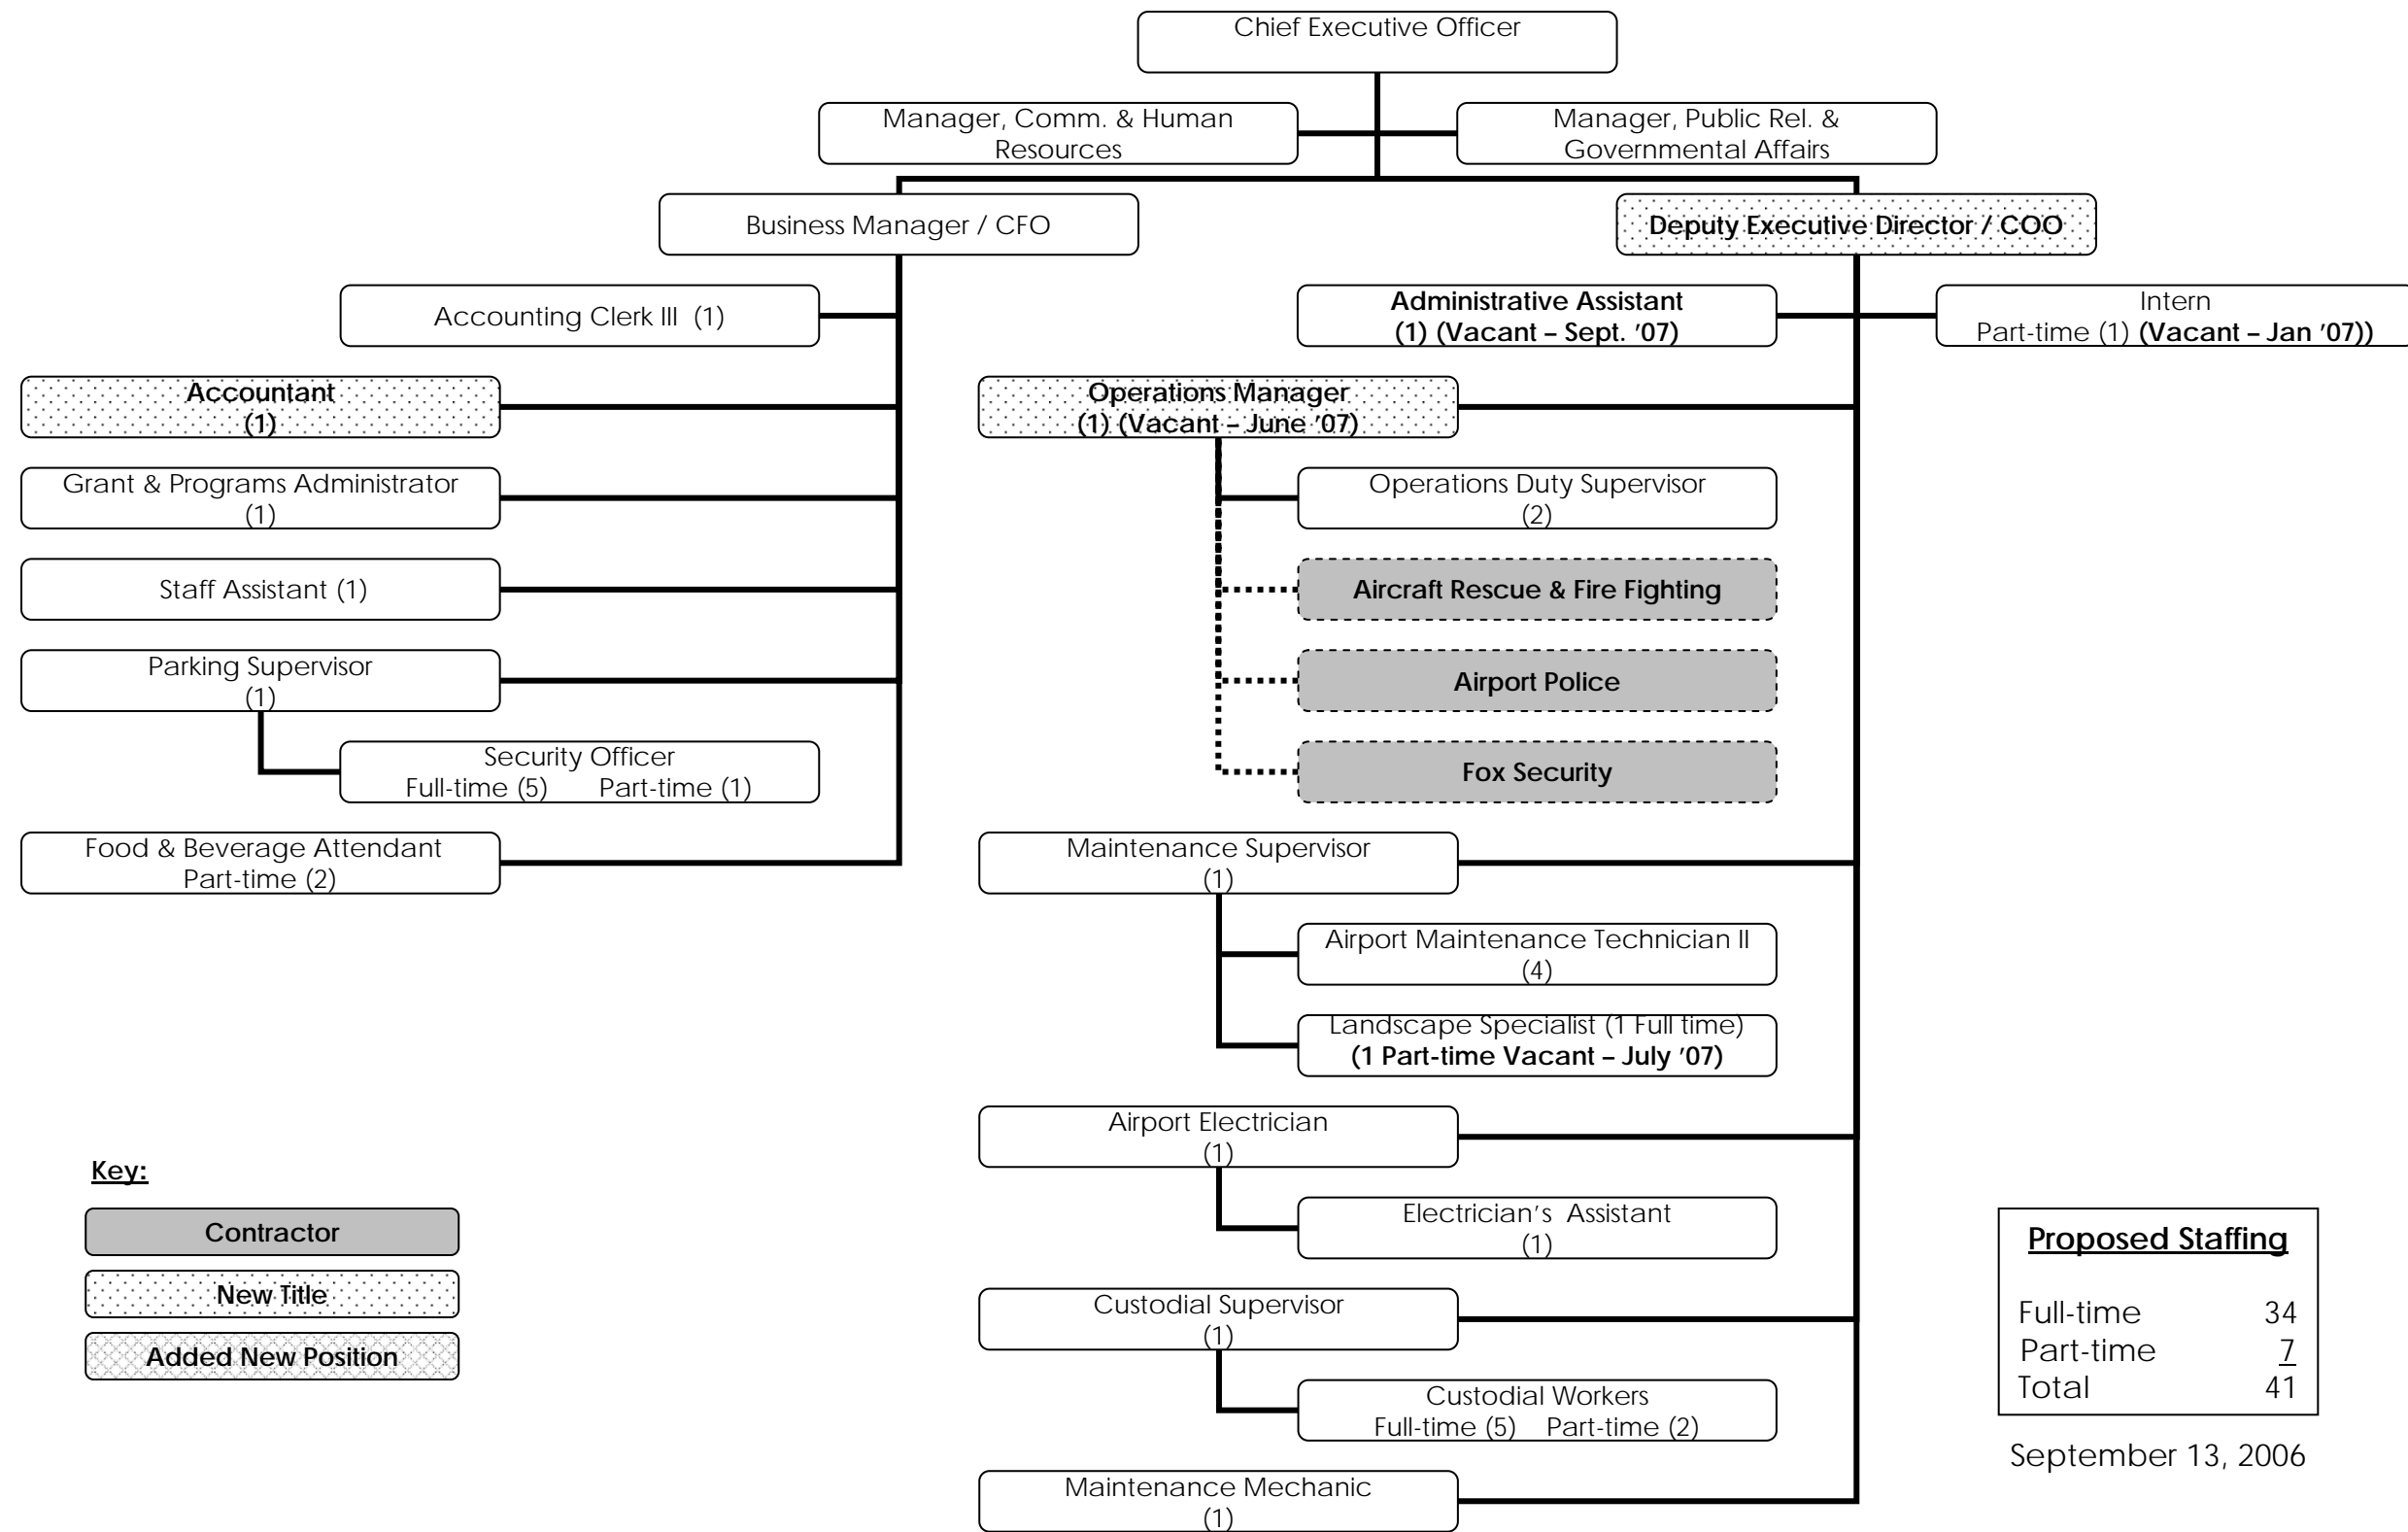 Chief Executive Officer
Manager, Comm. & Human
Resources
Manager, Public Rel. &
Governmental Affairs
Business Manager / CFO
Deputy Executive Director / COO
Accounting Clerk III (1)
Administrative Assistant
(1) (Vacant – Sept. '07)
Intern
Part-time (1) (Vacant – Jan '07))
Accountant
(1)
Operations Manager
(1) (Vacant – June '07)
Grant & Programs Administrator
(1)
Operations Duty Supervisor
(2)
Staff Assistant (1)
Aircraft Rescue & Fire Fighting
Parking Supervisor
(1)
Airport Police
Security Officer
Full-time (5) Part-time (1)
Fox Security
Food & Beverage Attendant
Part-time (2)
Maintenance Supervisor
(1)
Airport Maintenance Technician II
(4)
Landscape Specialist (1 Full time)
(1 Part-time Vacant – July '07)
Airport Electrician
(1)
Electrician's Assistant
(1)
Custodial Supervisor
(1)
Custodial Workers
Full-time (5) Part-time (2)
Maintenance Mechanic
(1)
Key:
Contractor
New Title
Added New Position
Proposed Staffing
Full-time 34
Part-time 7
Total 41
September 13, 2006